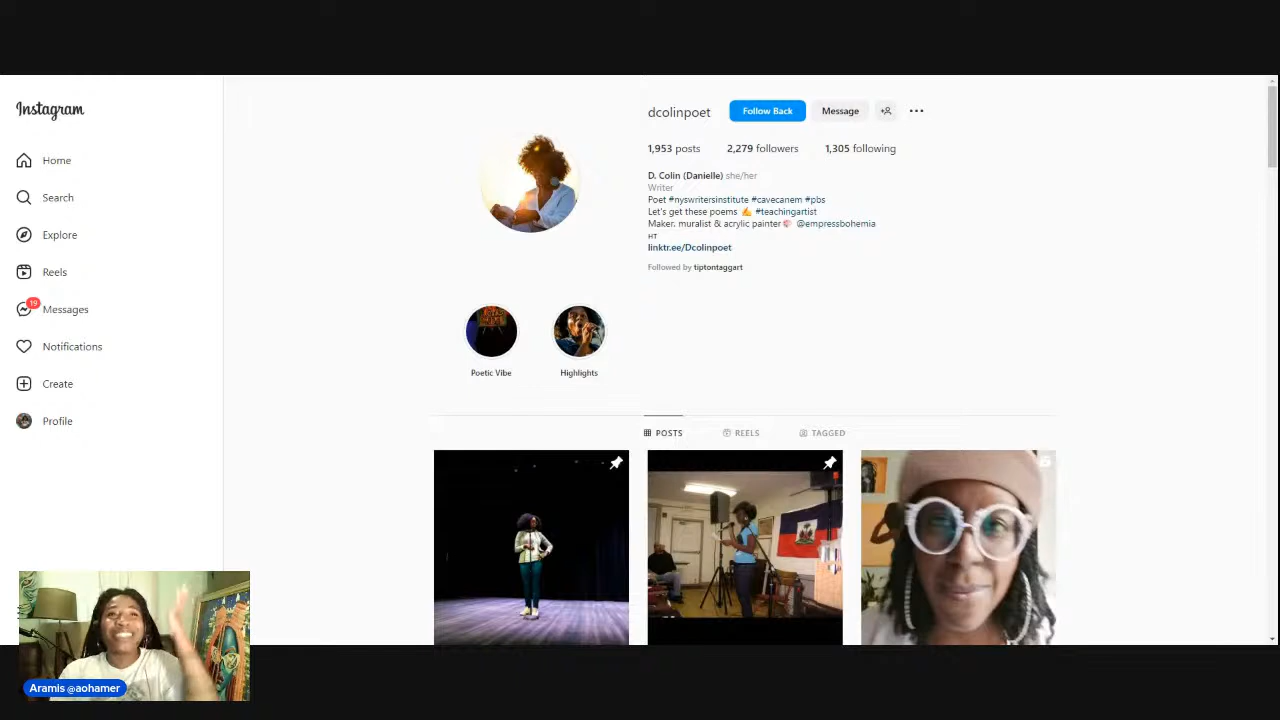 Instagram
Home
Search
Explore
Reels
19
Messages
Notifications
Create
Profile
dcolinpoet Follow Back Message
1,953 posts 2,279 followers 1,305 following
D. Colin (Danielle) she/her
Writer
Poet #nyswritersinstitute #cavecanem #pbs
Let's get these poems ✍ #teachingartist
Maker. muralist & acrylic painter @empressbohemia
HT
linktr.ee/Dcolinpoet
Followed by tiptontaggart
Poetic Vibe Highlights
POSTS REELS TAGGED
Aramis @aohamer